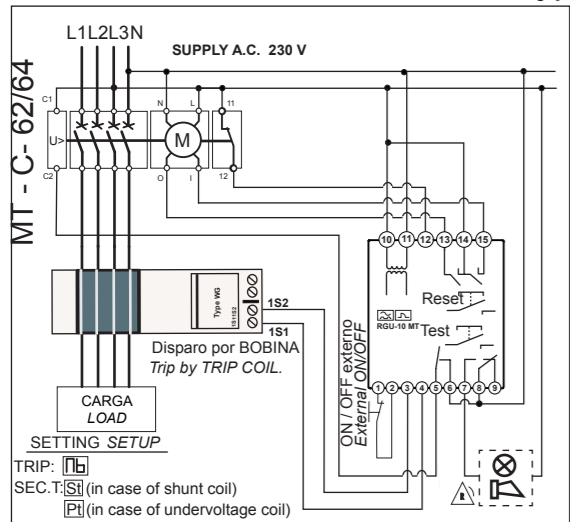 L1L2L3N
SUPPLY A.C. 230 V
MT - C- 62/64
C1
N
L
11
U>
M
C2
O
I
12
10
11
12
13
14
15
Reset
RGU-10 MT
Test
Type WG
1S1 1S2
1S2
1S1
Disparo por BOBINA
Trip by TRIP COIL.
ON / OFF externo
External ON/OFF
1
2
3
4
5
6
7
8
9
CARGA
LOAD
SETTING SETUP
TRIP:
SEC.T: St (in case of shunt coil)
Pt (in case of undervoltage coil)
R